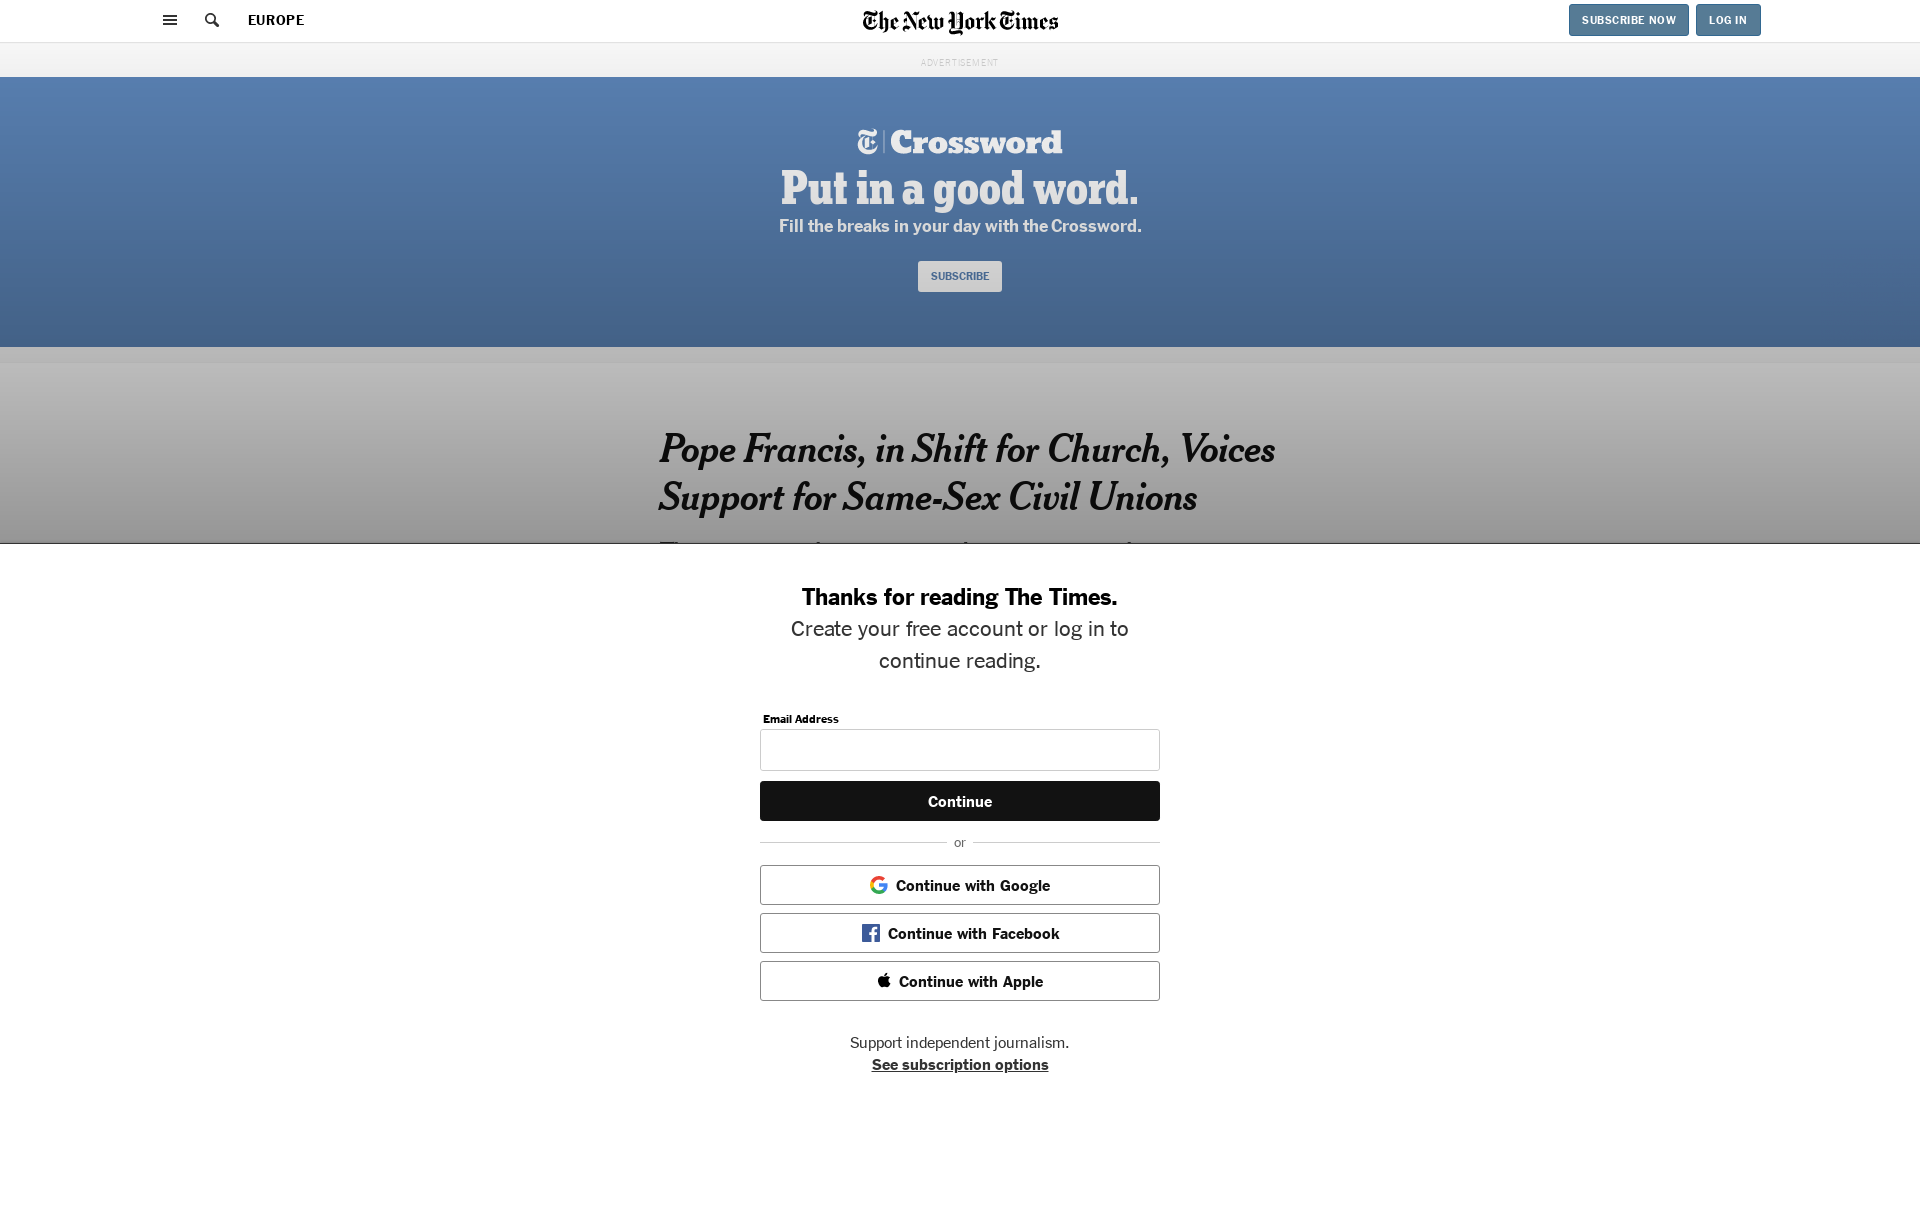 EUROPE
The New York Times
SUBSCRIBE NOW
LOG IN
ADVERTISEMENT
Crossword
Put in a good word.
Fill the breaks in your day with the Crossword.
SUBSCRIBE
Pope Francis, in Shift for Church, Voices
Support for Same-Sex Civil Unions
Thanks for reading The Times.
Create your free account or log in to
continue reading.
Email Address
Continue
or
Continue with Google
Continue with Facebook
Continue with Apple
Support independent journalism.
See subscription options